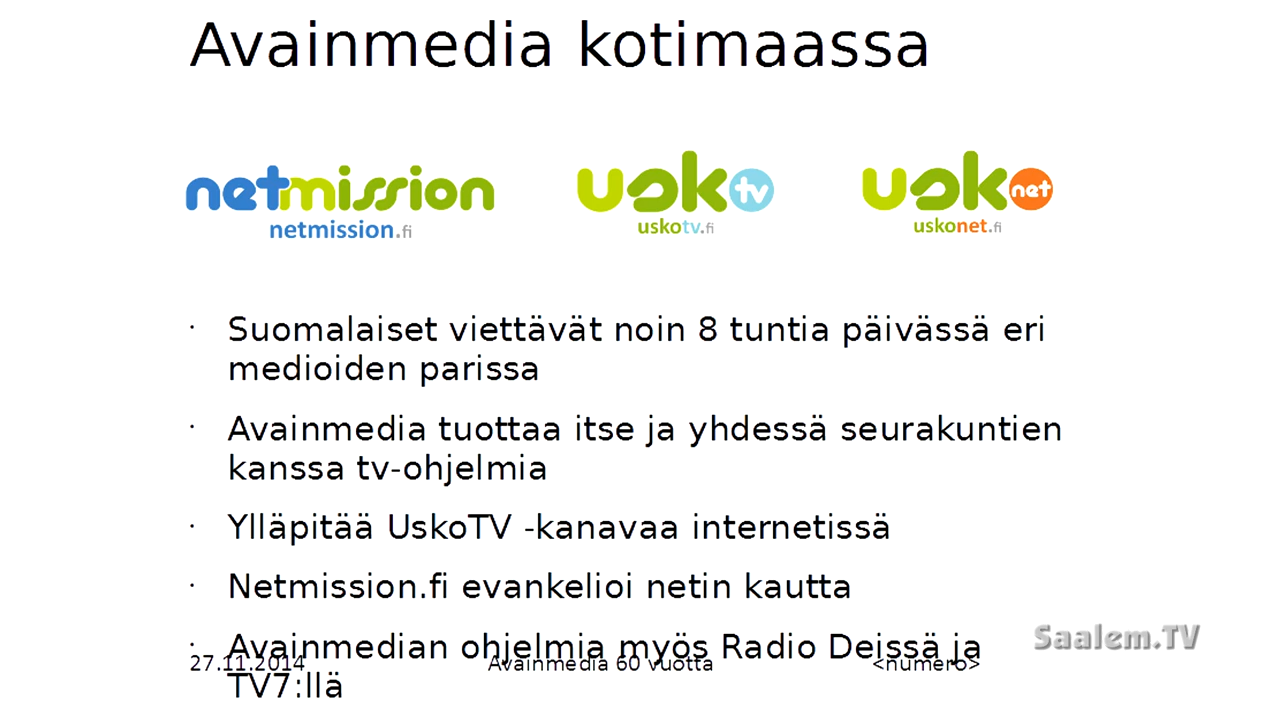 Avainmedia kotimaassa
netmission
netmission.fi
usko tv
uskotv.fi
usko net
uskonet.fi
· Suomalaiset viettävät noin 8 tuntia päivässä eri
medioiden parissa
· Avainmedia tuottaa itse ja yhdessä seurakuntien
kanssa tv-ohjelmia
· Ylläpitää UskoTV -kanavaa internetissä
· Netmission.fi evankelioi netin kautta
· Avainmedian ohjelmia myös Radio Deissä ja
TV7:llä
27.11.2014 Avainmedia 60 vuotta <numero>
Saalem.TV